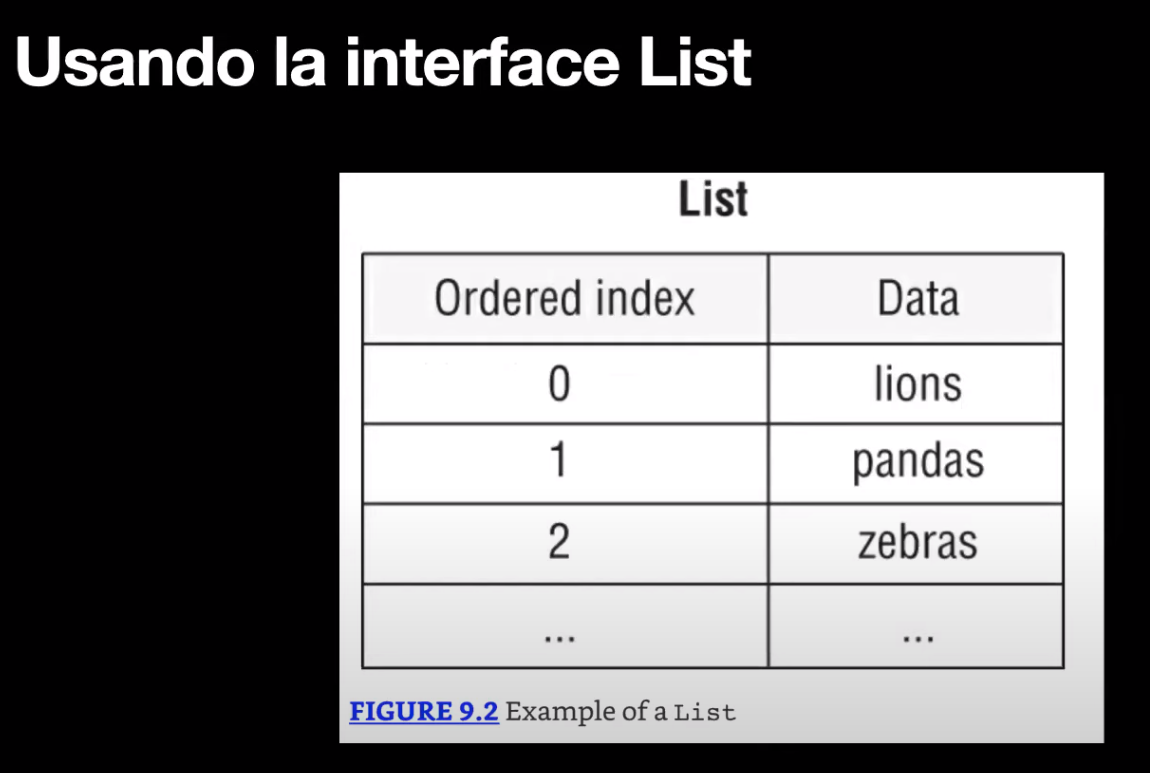 Usando la interface List
List
Ordered index Data
0 lions
1 pandas
2 zebras
... ...
FIGURE 9.2 Example of a List